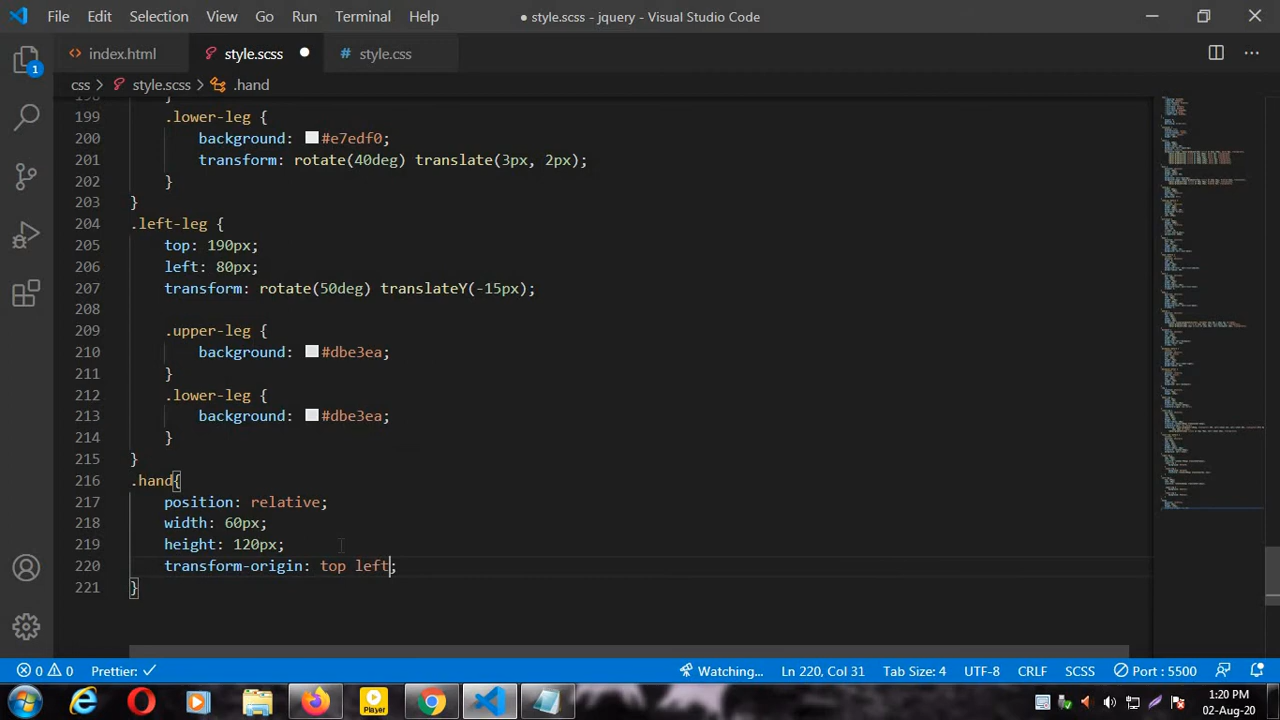 File Edit Selection View Go Run Terminal Help
● style.scss - jquery - Visual Studio Code
<> index.html
style.scss ●
# style.css
css > style.scss > .hand
1
199 .lower-leg {
200 background: #e7edf0;
201 transform: rotate(40deg) translate(3px, 2px);
202 }
203 }
204 .left-leg {
205 top: 190px;
206 left: 80px;
207 transform: rotate(50deg) translateY(-15px);
208
209 .upper-leg {
210 background: #dbe3ea;
211 }
212 .lower-leg {
213 background: #dbe3ea;
214 }
215 }
216 .hand{
217 position: relative;
218 width: 60px;
219 height: 120px;
220 transform-origin: top left;
221 }
0 0 Prettier: ✓ Watching... Ln 220, Col 31 Tab Size: 4 UTF-8 CRLF SCSS Port : 5500
Player
1:20 PM
02-Aug-20